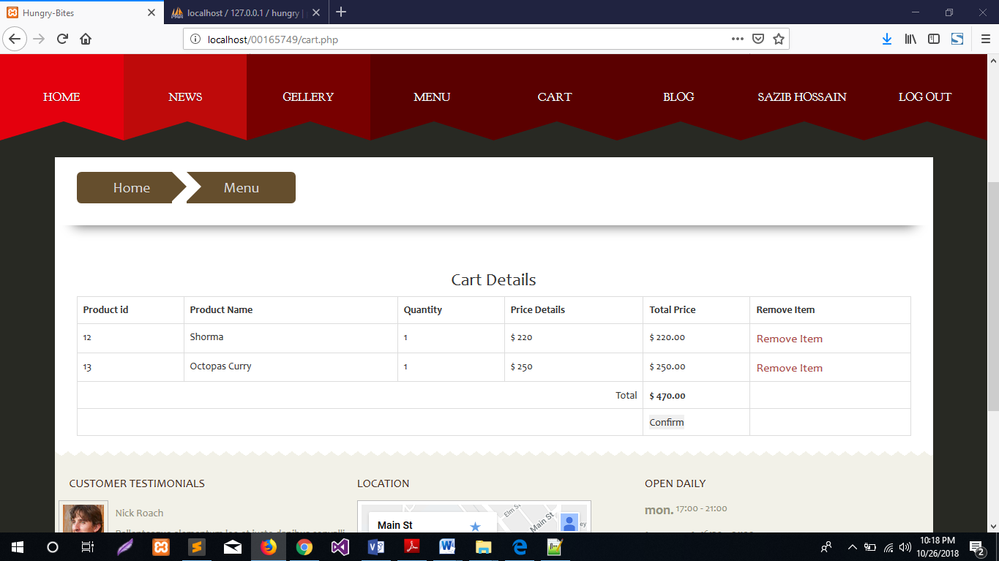 Hungry-Bites
localhost / 127.0.0.1 / hungry |
localhost/00165749/cart.php
HOME NEWS GELLERY MENU CART BLOG SAZIB HOSSAIN LOG OUT
Home Menu
Cart Details
Product id Product Name Quantity Price Details Total Price Remove Item
12 Shorma 1 $ 220 $ 220.00 Remove Item
13 Octopas Curry 1 $ 250 $ 250.00 Remove Item
Total $ 470.00
Confirm
CUSTOMER TESTIMONIALS LOCATION OPEN DAILY
Nick Roach
Main St
Elm St
Main St
mon. 17:00 - 21:00
10:18 PM
10/26/2018
2